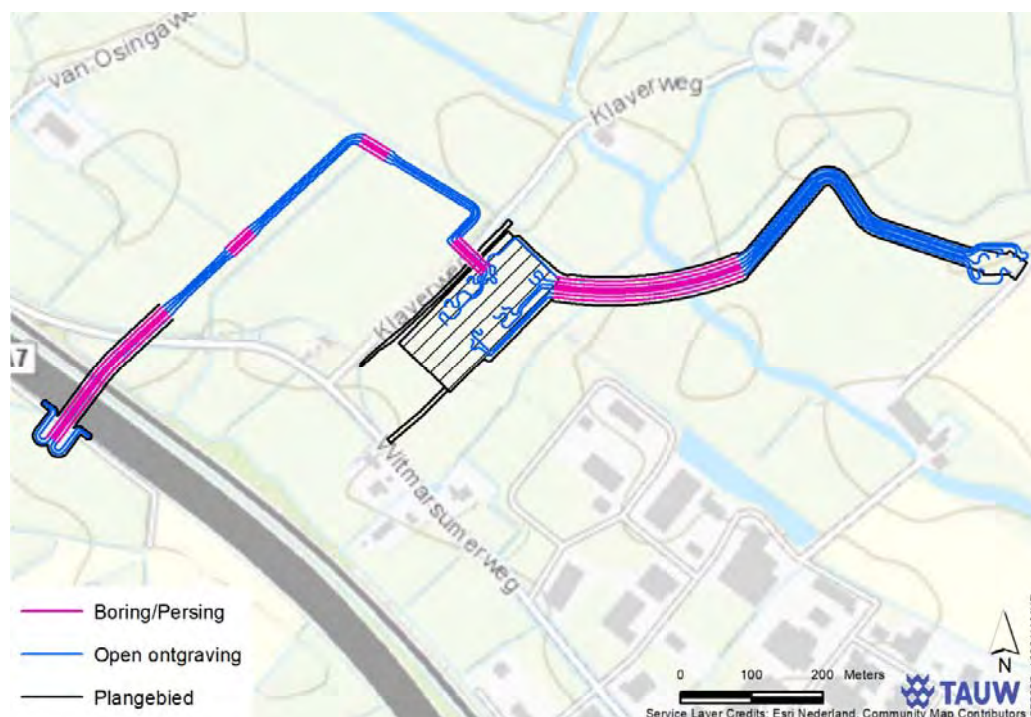 van Osingaweg
Klaverweg
Klaverweg
A7
Witmarsumerweg
Boring/Persing
Open ontgraving
Plangebied
0 100 200 Meters
N
TAUW
Service Layer Credits: Esri Nederland, Community Map Contributors